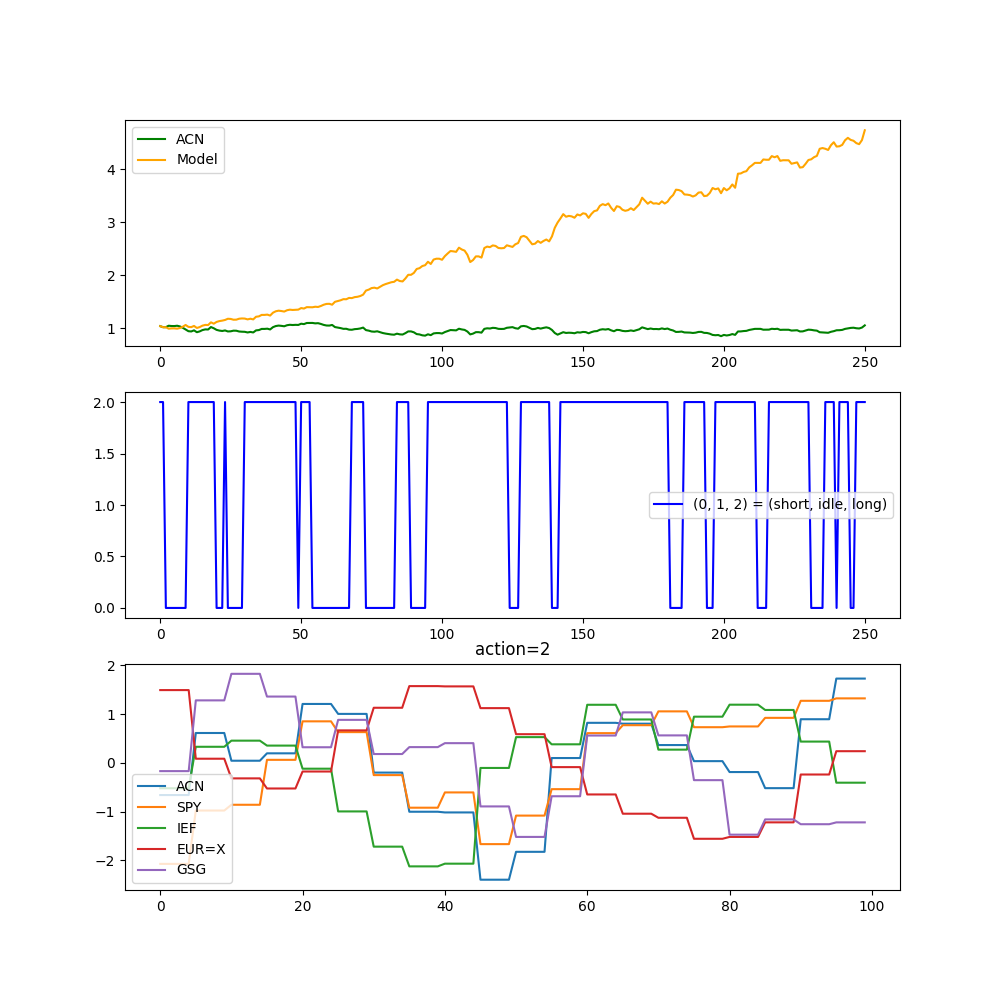 ACN
Model
4
3
2
1
0 50 100 150 200 250
2.0
1.5
1.0
0.5
0.0
(0, 1, 2) = (short, idle, long)
0 50 100 150 200 250
action=2
2
1
0
−1
−2
ACN
SPY
IEF
EUR=X
GSG
0 20 40 60 80 100